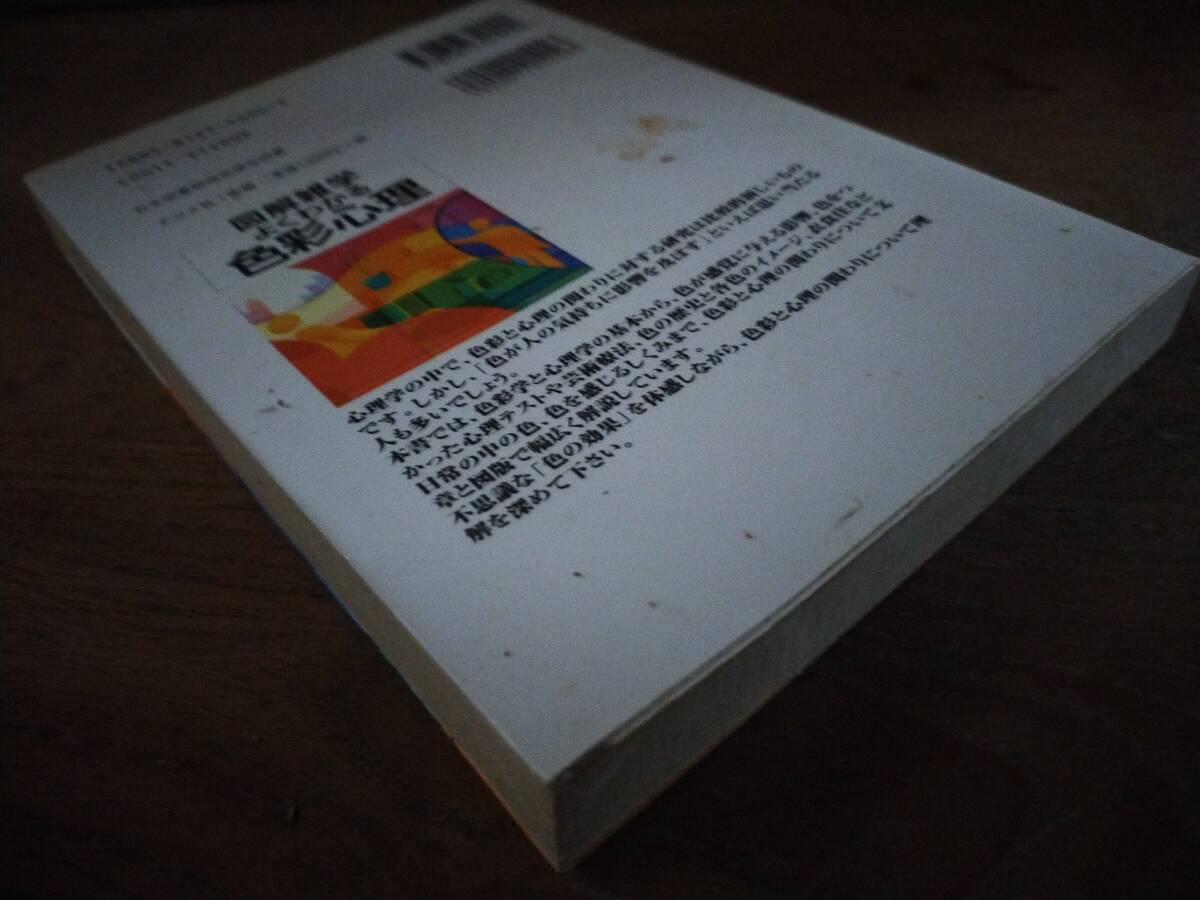 図解雑学
よくわかる
色彩心理
心理学の中で、色彩と心理の関わりに対する研究は比較的新しいもの
です。しかし、「色が人の気持ちに影響を及ぼす」といえば思い当たる
人も多いでしょう。
本書では、色彩学と心理学の基本から、色が感覚に与える影響、色をつ
かった心理テストや芸術療法、色の歴史と各色のイメージ、衣食住など
日常の中の色、色を感じるしくみまで、色彩と心理の関わりについて文
章と図版で幅広く解説しています。
不思議な「色の効果」を体感しながら、色彩と心理の関わりについて理
解を深めて下さい。